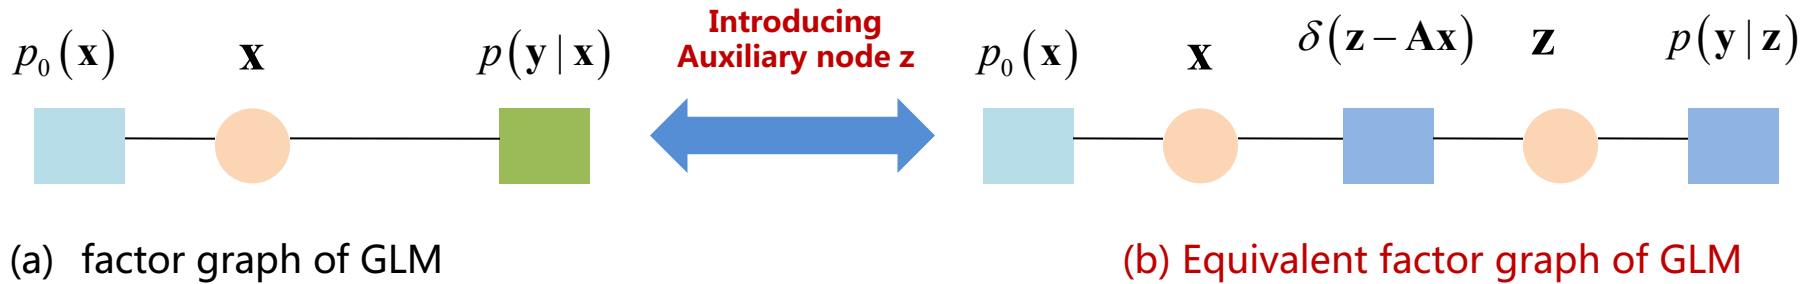 p₀(𝐱) 𝐱 p(𝐲 | 𝐱)
Introducing
Auxiliary node z
p₀(𝐱) 𝐱 δ(𝐳 − 𝐀𝐱) 𝐳 p(𝐲 | 𝐳)
(a) factor graph of GLM
(b) Equivalent factor graph of GLM